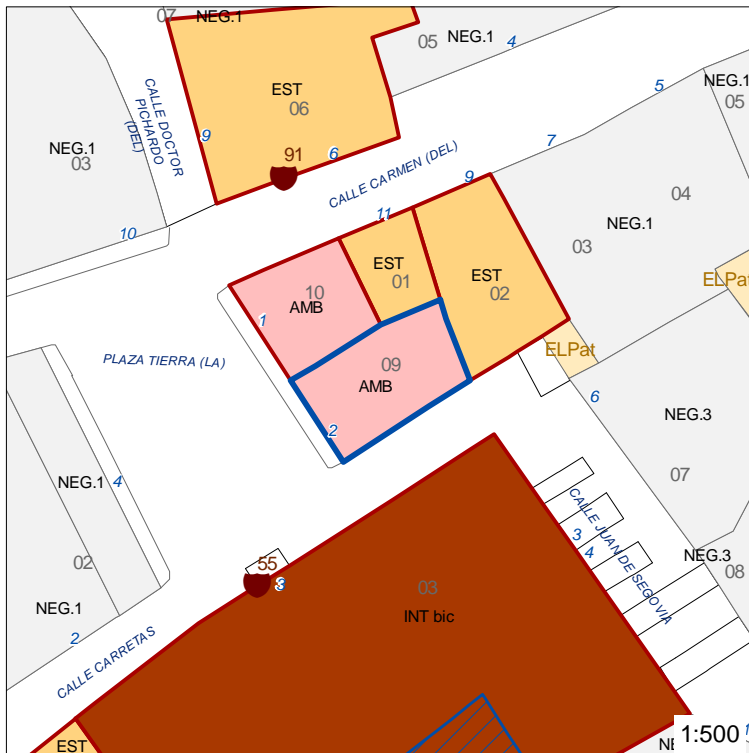 07
NEG.1
05
NEG.1
4
EST
06
CALLE DOCTOR
PICHARDO
(DEL)
9
NEG.1
03
91
6
CALLE CARMEN (DEL)
5
NEG.1
05
7
9
11
04
NEG.1
03
10
EST
01
EST
02
10
AMB
1
ELPat
PLAZA TIERRA (LA)
09
AMB
ELPat
2
6
NEG.3
07
NEG.1
4
CALLE JUAN DE SEGOVIA
3
4
02
NEG.1
2
55
3
03
INT bic
NEG.3
08
CALLE CARRETAS
EST
1:500